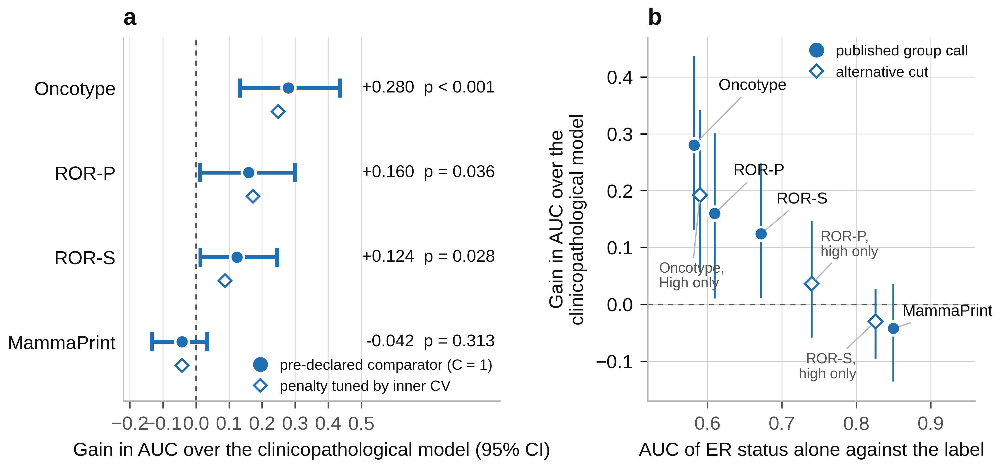 a
Oncotype
+0.280 p < 0.001
ROR-P
+0.160 p = 0.036
ROR-S
+0.124 p = 0.028
MammaPrint
-0.042 p = 0.313
pre-declared comparator (C = 1)
penalty tuned by inner CV
−0.2 −0.1 0.0 0.1 0.2 0.3 0.4 0.5
Gain in AUC over the clinicopathological model (95% CI)
b
published group call
alternative cut
Gain in AUC over the
clinicopathological model
0.4
0.3
0.2
0.1
0.0
−0.1
Oncotype
ROR-P
ROR-S
ROR-P,
high only
Oncotype,
High only
MammaPrint
ROR-S,
high only
0.6 0.7 0.8 0.9
AUC of ER status alone against the label